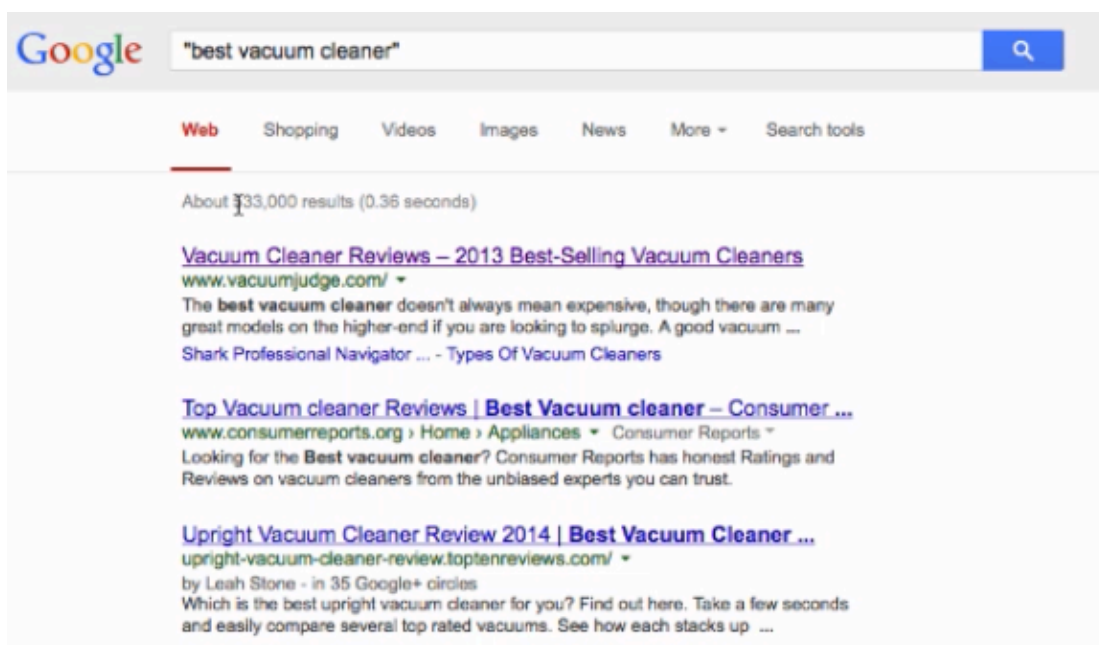 Google
"best vacuum cleaner"
Web Shopping Videos Images News More Search tools
About 33,000 results (0.36 seconds)
Vacuum Cleaner Reviews – 2013 Best-Selling Vacuum Cleaners
www.vacuumjudge.com/
The best vacuum cleaner doesn't always mean expensive, though there are many
great models on the higher-end if you are looking to splurge. A good vacuum ...
Shark Professional Navigator ... - Types Of Vacuum Cleaners
Top Vacuum cleaner Reviews | Best Vacuum cleaner – Consumer ...
www.consumerreports.org › Home › Appliances Consumer Reports
Looking for the Best vacuum cleaner? Consumer Reports has honest Ratings and
Reviews on vacuum cleaners from the unbiased experts you can trust.
Upright Vacuum Cleaner Review 2014 | Best Vacuum Cleaner ...
upright-vacuum-cleaner-review.toptenreviews.com/
by Leah Stone - in 35 Google+ circles
Which is the best upright vacuum cleaner for you? Find out here. Take a few seconds
and easily compare several top rated vacuums. See how each stacks up ...